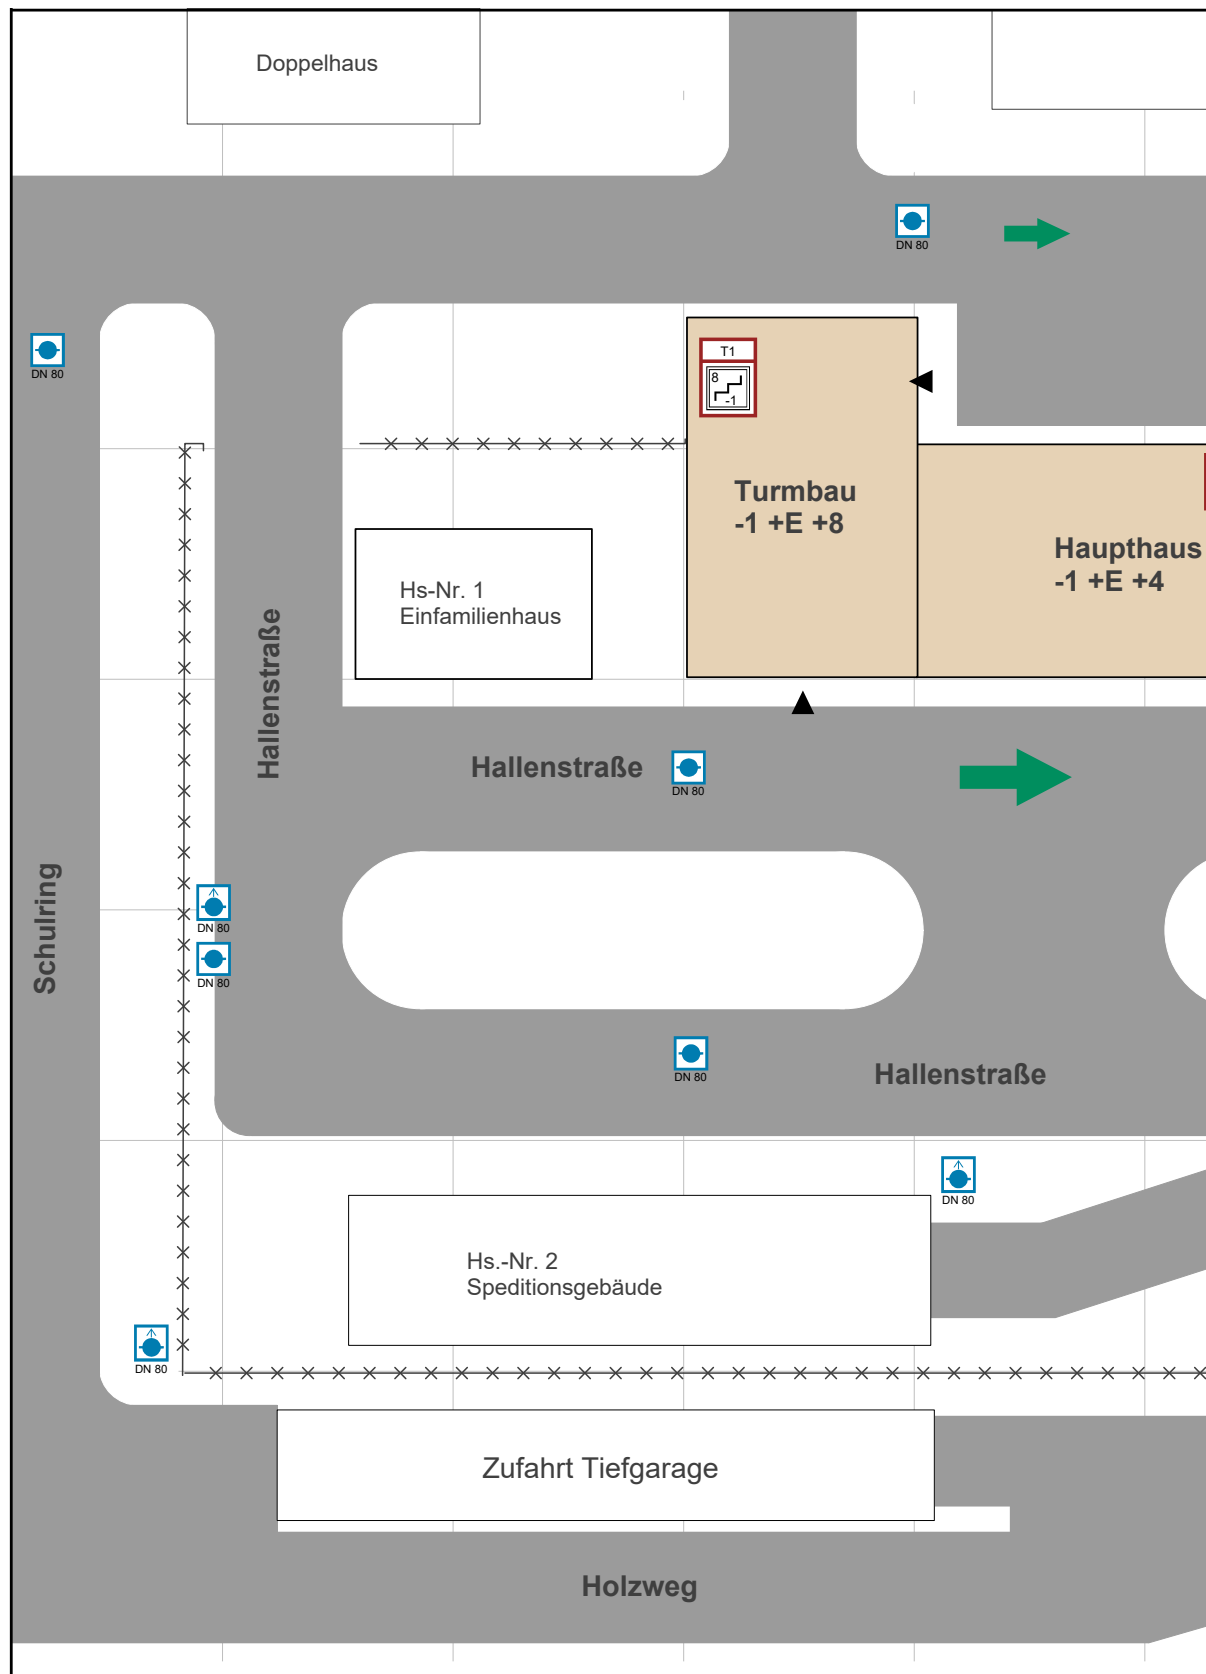 Doppelhaus
DN 80
DN 80
T1
8
-1
Turmbau
-1 +E +8
Haupthaus
-1 +E +4
Hs-Nr. 1
Einfamilienhaus
Hallenstraße
Hallenstraße
DN 80
Schulring
DN 80
DN 80
DN 80
Hallenstraße
DN 80
Hs.-Nr. 2
Speditionsgebäude
DN 80
Zufahrt Tiefgarage
Holzweg